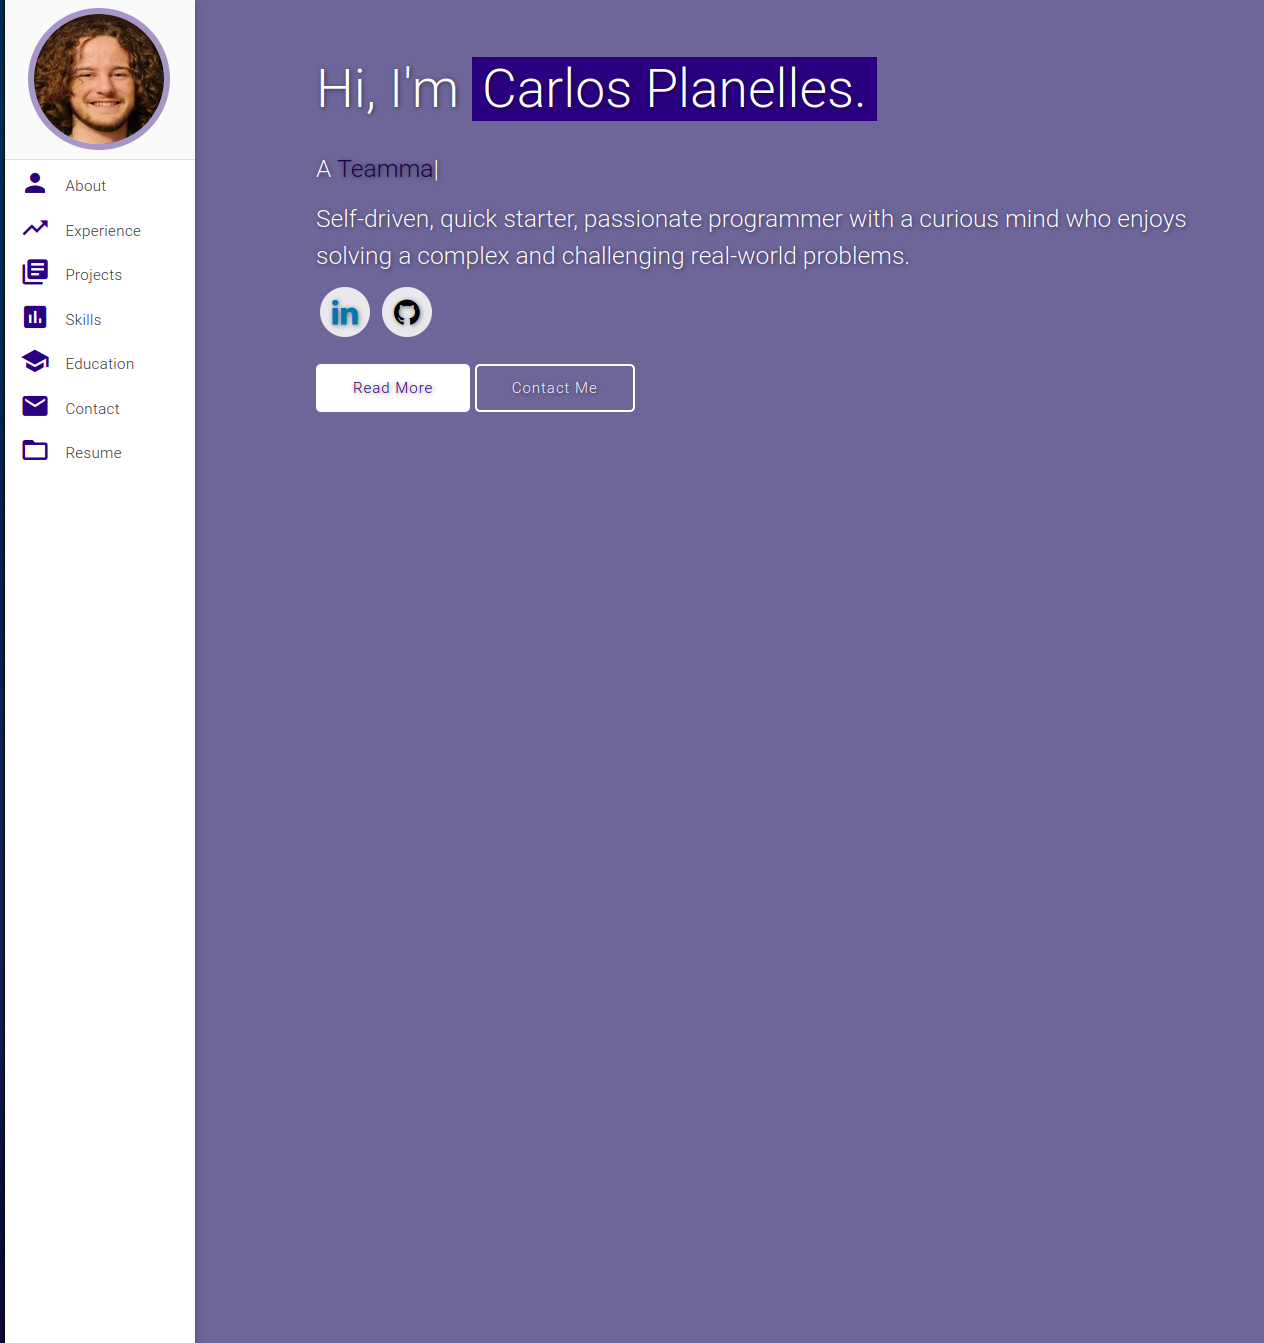 About
Experience
Projects
Skills
Education
Contact
Resume
Hi, I'm Carlos Planelles.
A Teamma|
Self-driven, quick starter, passionate programmer with a curious mind who enjoys
solving a complex and challenging real-world problems.
in
Read More
Contact Me